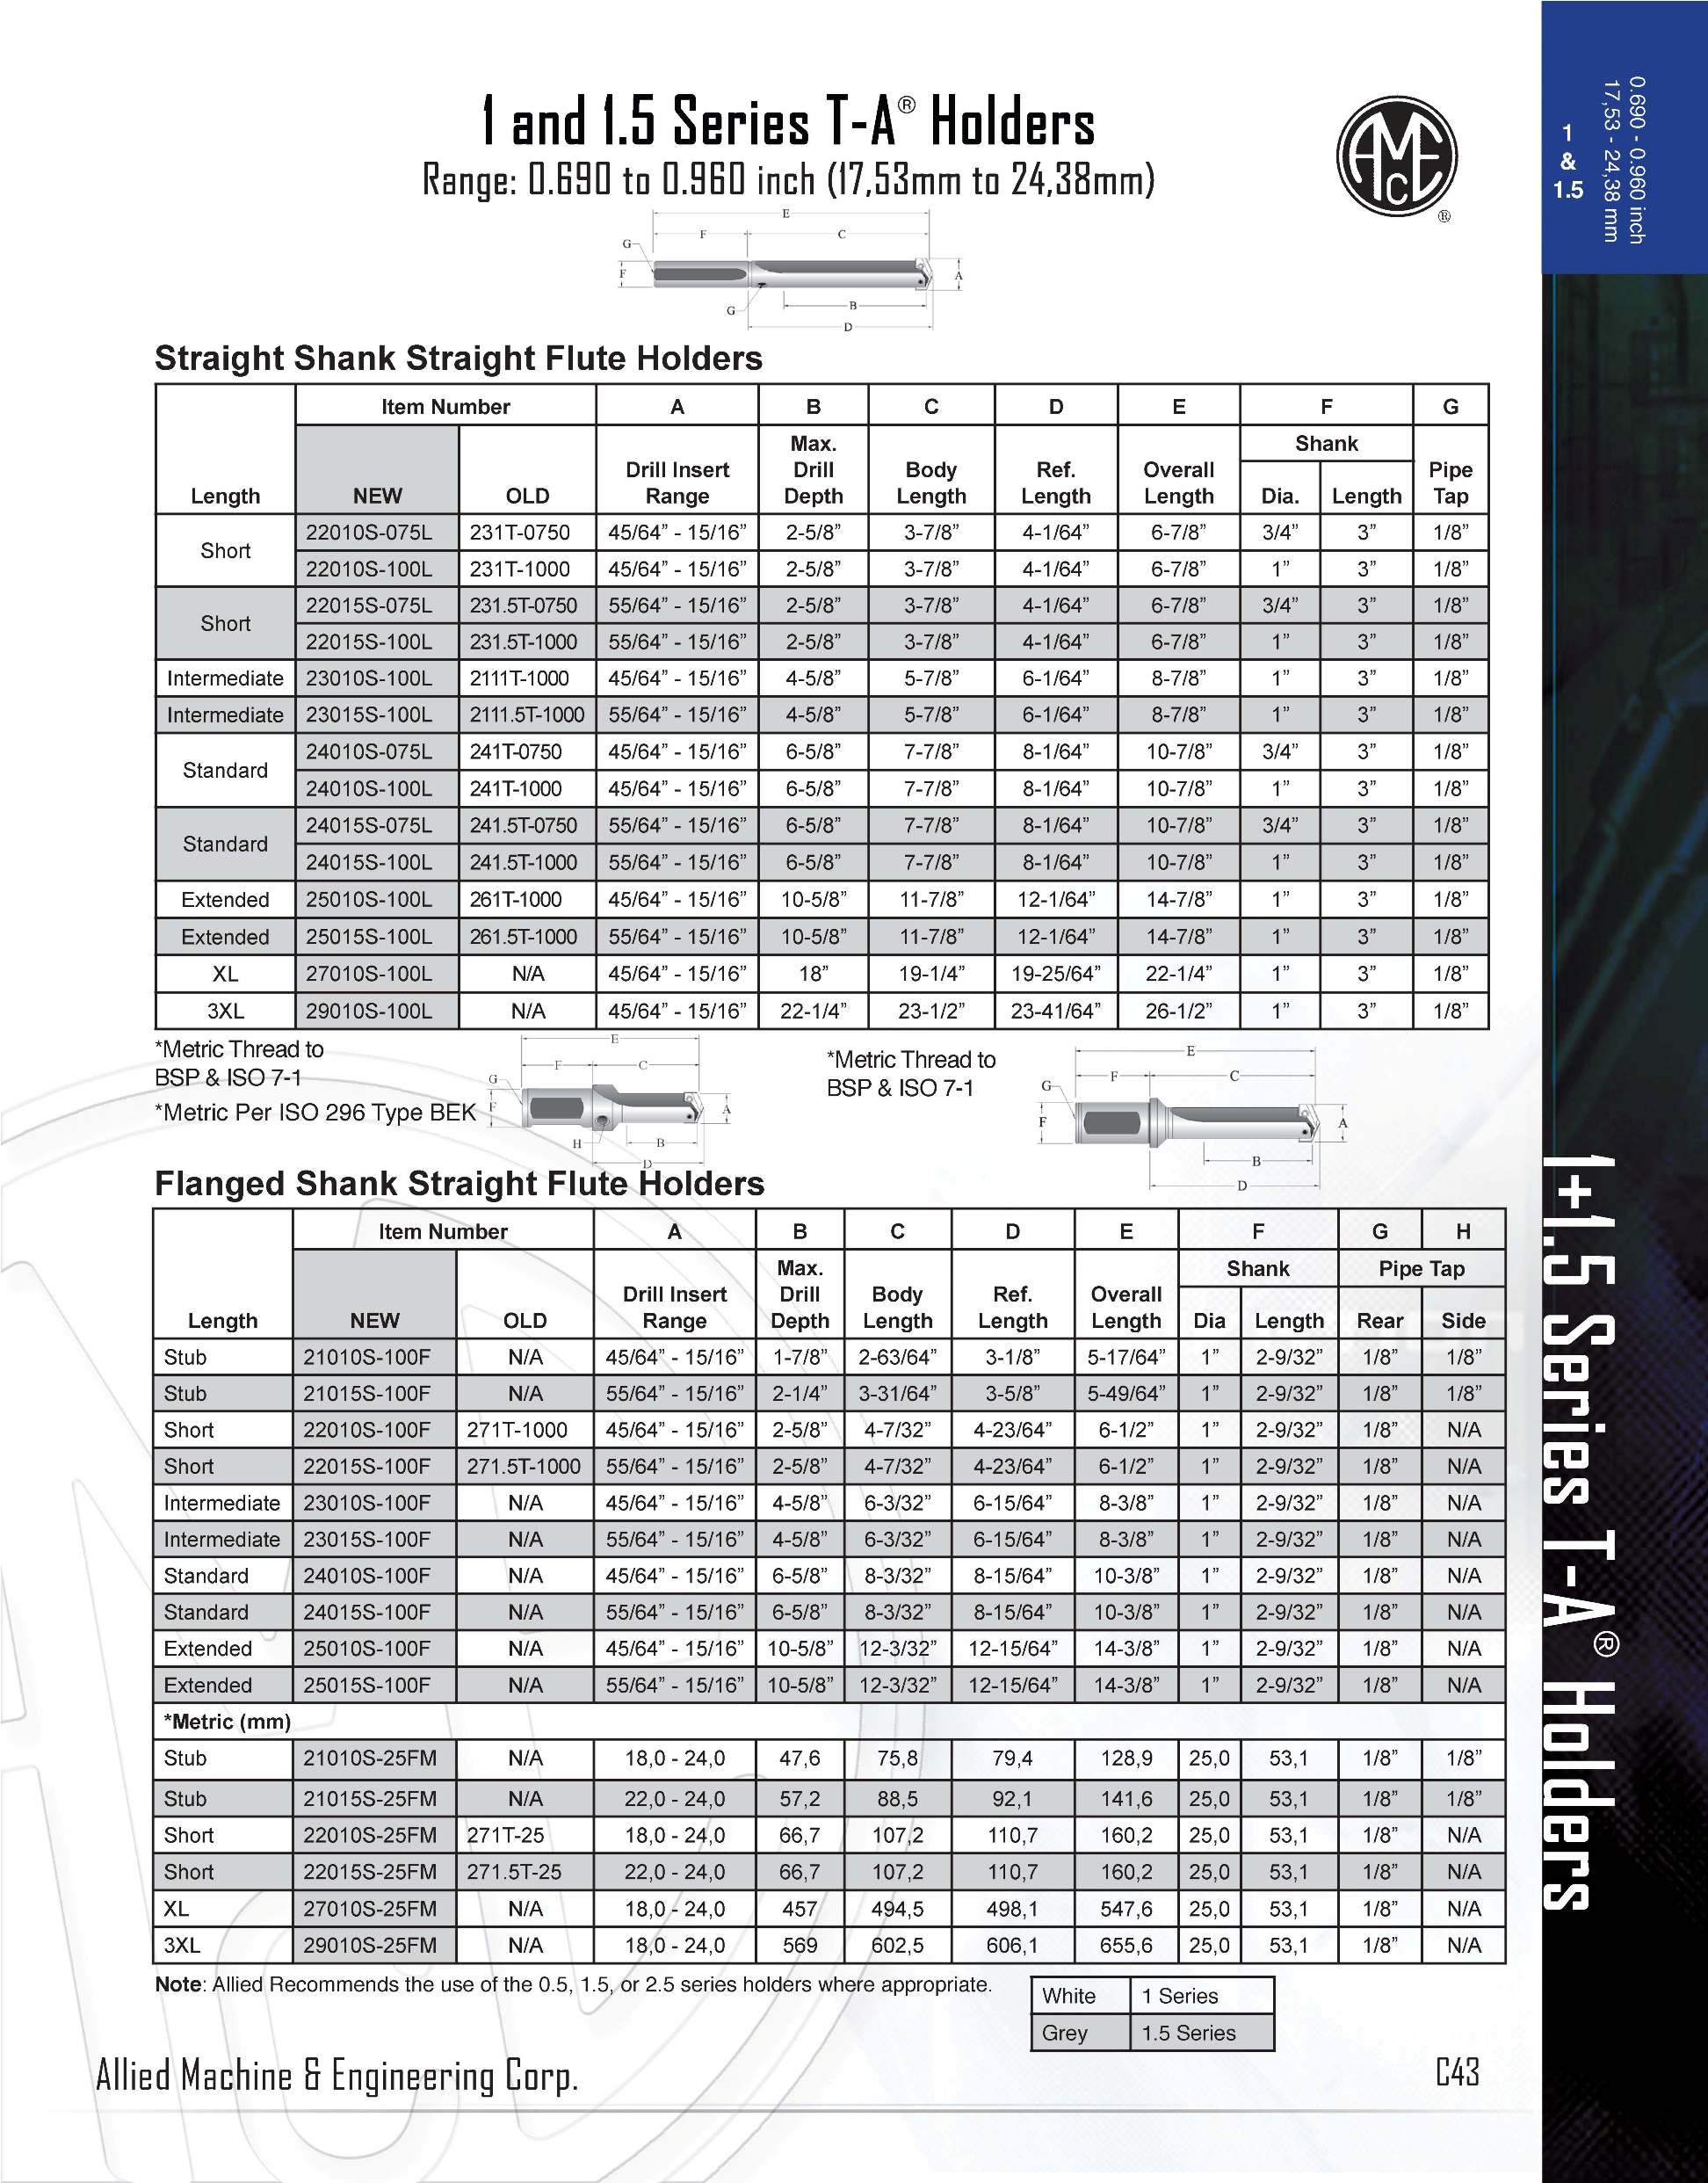 1 and 1.5 Series T-A® Holders
Range: 0.690 to 0.960 inch (17,53mm to 24,38mm)
AMEC ®
1 & 1.5
0.690 - 0.960 inch
17,53 - 24,38 mm
E
F C
G
F A
G B
D
Straight Shank Straight Flute Holders
Item Number A B C D E F G
Length NEW OLD Drill Insert Range Max. Drill Depth Body Length Ref. Length Overall Length Shank Dia. Length Pipe Tap
Short 22010S-075L 231T-0750 45/64” - 15/16” 2-5/8” 3-7/8” 4-1/64” 6-7/8” 3/4” 3” 1/8”
22010S-100L 231T-1000 45/64” - 15/16” 2-5/8” 3-7/8” 4-1/64” 6-7/8” 1” 3” 1/8”
Short 22015S-075L 231.5T-0750 55/64” - 15/16” 2-5/8” 3-7/8” 4-1/64” 6-7/8” 3/4” 3” 1/8”
22015S-100L 231.5T-1000 55/64” - 15/16” 2-5/8” 3-7/8” 4-1/64” 6-7/8” 1” 3” 1/8”
Intermediate 23010S-100L 2111T-1000 45/64” - 15/16” 4-5/8” 5-7/8” 6-1/64” 8-7/8” 1” 3” 1/8”
Intermediate 23015S-100L 2111.5T-1000 55/64” - 15/16” 4-5/8” 5-7/8” 6-1/64” 8-7/8” 1” 3” 1/8”
Standard 24010S-075L 241T-0750 45/64” - 15/16” 6-5/8” 7-7/8” 8-1/64” 10-7/8” 3/4” 3” 1/8”
24010S-100L 241T-1000 45/64” - 15/16” 6-5/8” 7-7/8” 8-1/64” 10-7/8” 1” 3” 1/8”
Standard 24015S-075L 241.5T-0750 55/64” - 15/16” 6-5/8” 7-7/8” 8-1/64” 10-7/8” 3/4” 3” 1/8”
24015S-100L 241.5T-1000 55/64” - 15/16” 6-5/8” 7-7/8” 8-1/64” 10-7/8” 1” 3” 1/8”
Extended 25010S-100L 261T-1000 45/64” - 15/16” 10-5/8” 11-7/8” 12-1/64” 14-7/8” 1” 3” 1/8”
Extended 25015S-100L 261.5T-1000 55/64” - 15/16” 10-5/8” 11-7/8” 12-1/64” 14-7/8” 1” 3” 1/8”
XL 27010S-100L N/A 45/64” - 15/16” 18” 19-1/4” 19-25/64” 22-1/4” 1” 3” 1/8”
3XL 29010S-100L N/A 45/64” - 15/16” 22-1/4” 23-1/2” 23-41/64” 26-1/2” 1” 3” 1/8”
*Metric Thread to
BSP & ISO 7-1
*Metric Per ISO 296 Type BEK
E
F C
G
F A
H B
D
*Metric Thread to
BSP & ISO 7-1
E
F C
G
F A
B
D
Flanged Shank Straight Flute Holders
Item Number A B C D E F G H
Length NEW OLD Drill Insert Range Max. Drill Depth Body Length Ref. Length Overall Length Shank Dia Length Pipe Tap Rear Side
Stub 21010S-100F N/A 45/64” - 15/16” 1-7/8” 2-63/64” 3-1/8” 5-17/64” 1” 2-9/32” 1/8” 1/8”
Stub 21015S-100F N/A 55/64” - 15/16” 2-1/4” 3-31/64” 3-5/8” 5-49/64” 1” 2-9/32” 1/8” 1/8”
Short 22010S-100F 271T-1000 45/64” - 15/16” 2-5/8” 4-7/32” 4-23/64” 6-1/2” 1” 2-9/32” 1/8” N/A
Short 22015S-100F 271.5T-1000 55/64” - 15/16” 2-5/8” 4-7/32” 4-23/64” 6-1/2” 1” 2-9/32” 1/8” N/A
Intermediate 23010S-100F N/A 45/64” - 15/16” 4-5/8” 6-3/32” 6-15/64” 8-3/8” 1” 2-9/32” 1/8” N/A
Intermediate 23015S-100F N/A 55/64” - 15/16” 4-5/8” 6-3/32” 6-15/64” 8-3/8” 1” 2-9/32” 1/8” N/A
Standard 24010S-100F N/A 45/64” - 15/16” 6-5/8” 8-3/32” 8-15/64” 10-3/8” 1” 2-9/32” 1/8” N/A
Standard 24015S-100F N/A 55/64” - 15/16” 6-5/8” 8-3/32” 8-15/64” 10-3/8” 1” 2-9/32” 1/8” N/A
Extended 25010S-100F N/A 45/64” - 15/16” 10-5/8” 12-3/32” 12-15/64” 14-3/8” 1” 2-9/32” 1/8” N/A
Extended 25015S-100F N/A 55/64” - 15/16” 10-5/8” 12-3/32” 12-15/64” 14-3/8” 1” 2-9/32” 1/8” N/A
*Metric (mm)
Stub 21010S-25FM N/A 18,0 - 24,0 47,6 75,8 79,4 128,9 25,0 53,1 1/8” 1/8”
Stub 21015S-25FM N/A 22,0 - 24,0 57,2 88,5 92,1 141,6 25,0 53,1 1/8” 1/8”
Short 22010S-25FM 271T-25 18,0 - 24,0 66,7 107,2 110,7 160,2 25,0 53,1 1/8” N/A
Short 22015S-25FM 271.5T-25 22,0 - 24,0 66,7 107,2 110,7 160,2 25,0 53,1 1/8” N/A
XL 27010S-25FM N/A 18,0 - 24,0 457 494,5 498,1 547,6 25,0 53,1 1/8” N/A
3XL 29010S-25FM N/A 18,0 - 24,0 569 602,5 606,1 655,6 25,0 53,1 1/8” N/A
Note: Allied Recommends the use of the 0.5, 1.5, or 2.5 series holders where appropriate.
White 1 Series
Grey 1.5 Series
1+1.5 Series T-A® Holders
Allied Machine & Engineering Corp.
C43